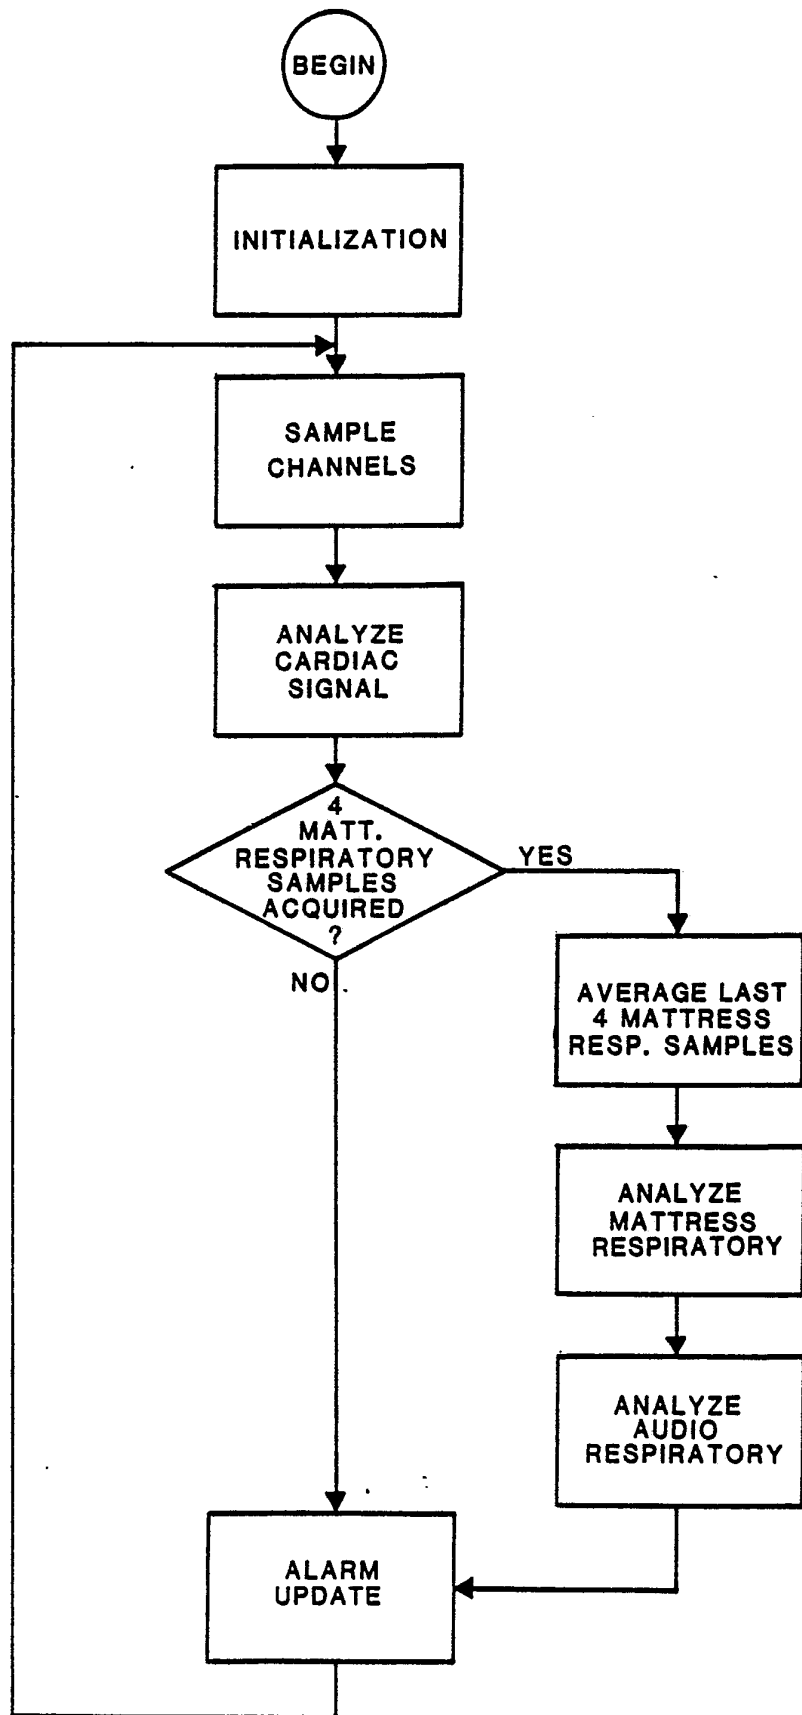 BEGIN
INITIALIZATION
SAMPLE
CHANNELS
ANALYZE
CARDIAC
SIGNAL
4
MATT.
RESPIRATORY
SAMPLES
ACQUIRED
?
YES
NO
AVERAGE LAST
4 MATTRESS
RESP. SAMPLES
ANALYZE
MATTRESS
RESPIRATORY
ANALYZE
AUDIO
RESPIRATORY
ALARM
UPDATE